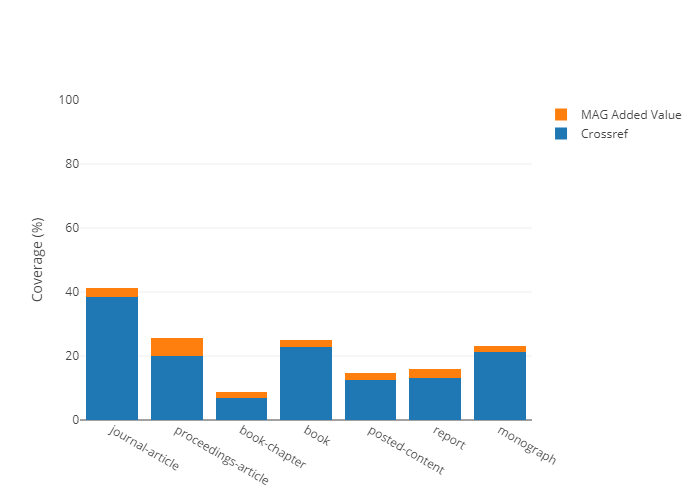 100
80
60
40
20
0
Coverage (%)
journal-article
proceedings-article
book-chapter
book
posted-content
report
monograph
MAG Added Value
Crossref